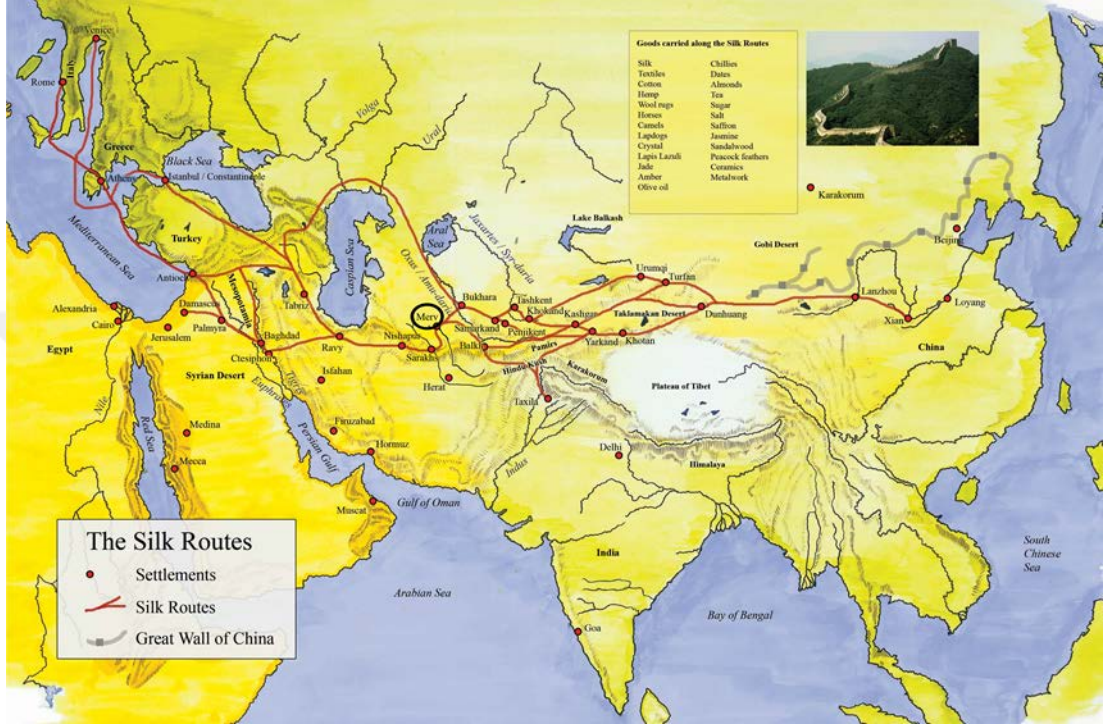 Venice
Italy
Rome
Greece
Athens
Black Sea
Istanbul / Constantinople
Volga
Ural
Mediterranean Sea
Turkey
Antioch
Mesopotamia
Tabriz
Caspian Sea
Aral Sea
Oxus / Amu-daria
Jaxartes / Syr-daria
Lake Balkash
Goods carried along the Silk Routes
Silk
Textiles
Cotton
Hemp
Wool rugs
Horses
Camels
Lapdogs
Crystal
Lapis Lazuli
Jade
Amber
Olive oil
Chillies
Dates
Almonds
Tea
Sugar
Salt
Saffron
Jasmine
Sandalwood
Peacock feathers
Ceramics
Metalwork
Karakorum
Gobi Desert
Beijing
Alexandria
Cairo
Damascus
Palmyra
Jerusalem
Baghdad
Ctesiphon
Egypt
Syrian Desert
Nile
Red Sea
Euphrates
Tigris
Ravy
Nishapur
Sarakhs
Merv
Herat
Isfahan
Firuzabad
Hormuz
Persian Gulf
Gulf of Oman
Muscat
Medina
Mecca
Bukhara
Samarkand
Balkh
Tashkent
Khokand
Penjikent
Kashgar
Pamirs
Yarkand
Khotan
Hindu Kush
Karakorum
Taxila
Indus
Urumqi
Turfan
Taklamakan Desert
Dunhuang
Lanzhou
Xian
Loyang
China
Plateau of Tibet
Delhi
Himalaya
India
Goa
Arabian Sea
Bay of Bengal
South
Chinese
Sea
The Silk Routes
Settlements
Silk Routes
Great Wall of China